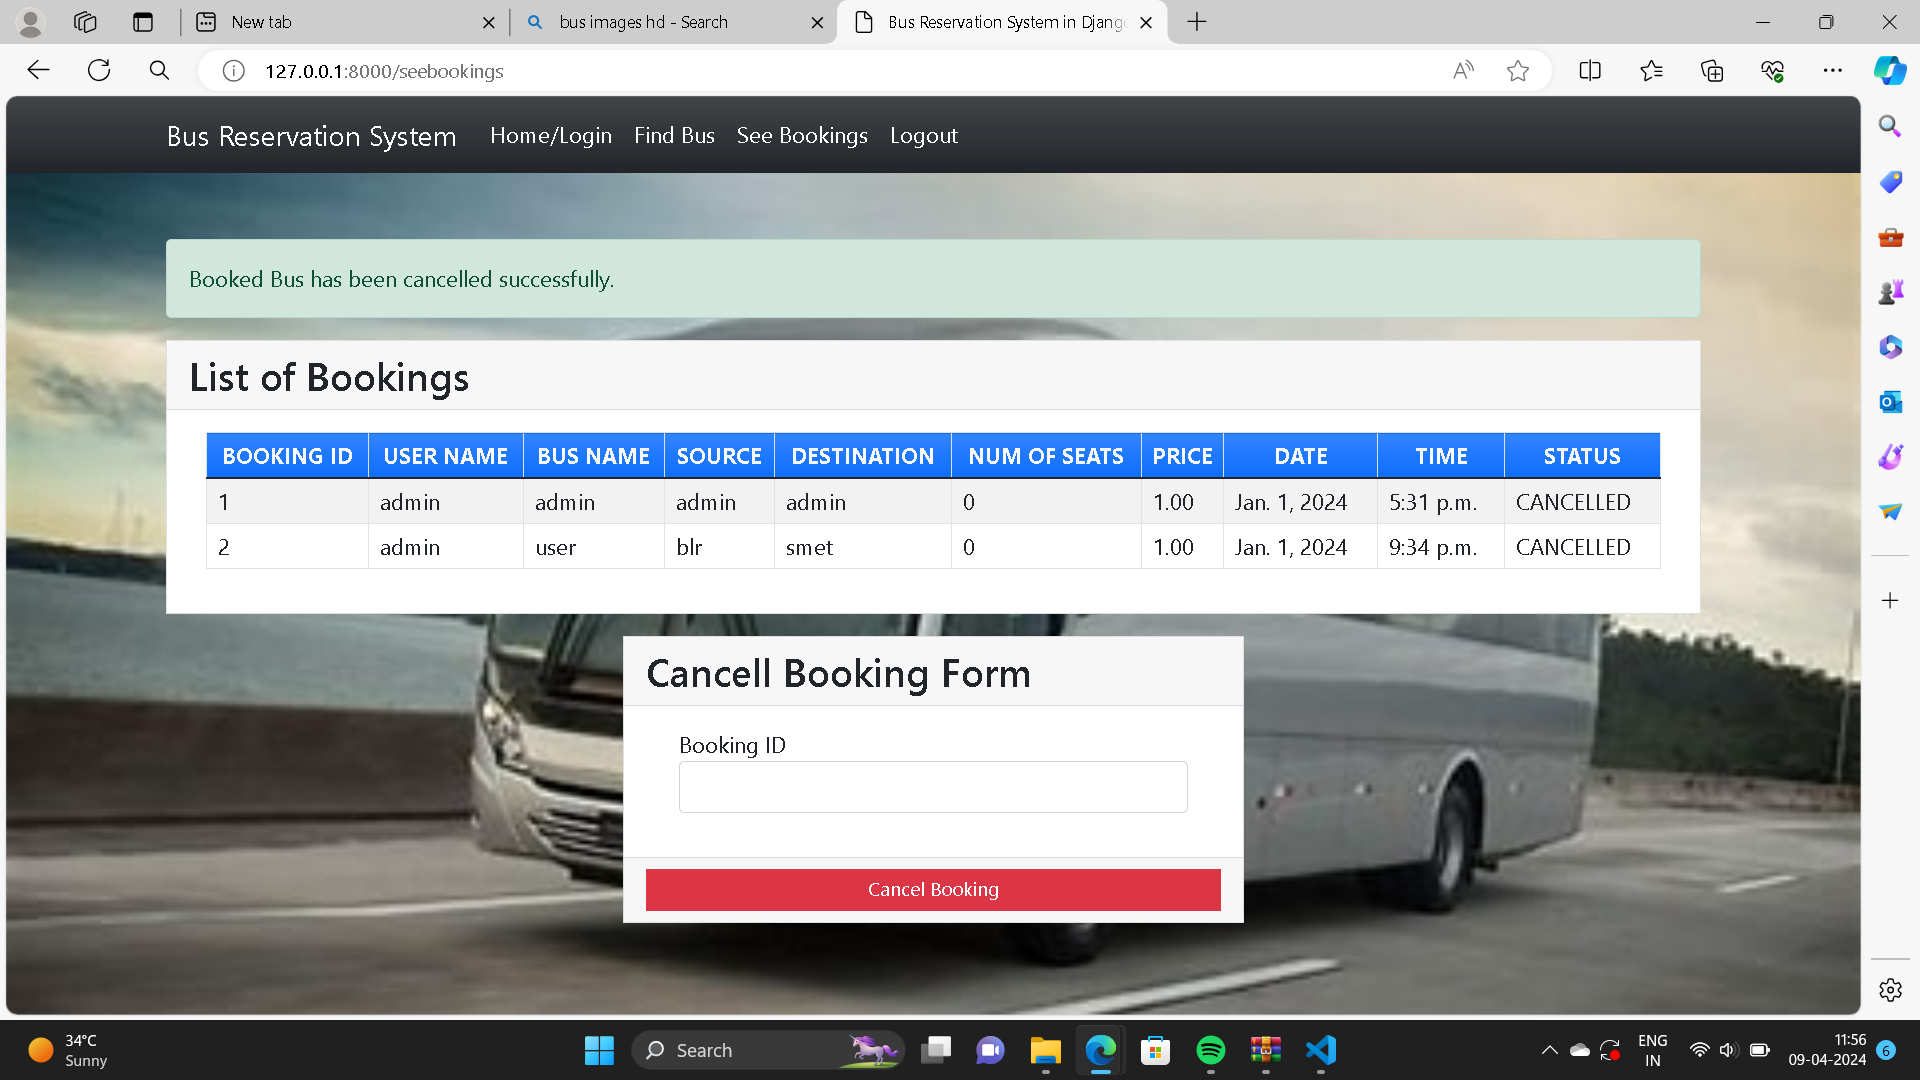 New tab
bus images hd - Search
Bus Reservation System in Djang
127.0.0.1:8000/seebookings
Bus Reservation System Home/Login Find Bus See Bookings Logout
Booked Bus has been cancelled successfully.
List of Bookings
BOOKING ID USER NAME BUS NAME SOURCE DESTINATION NUM OF SEATS PRICE DATE TIME STATUS
1 admin admin admin admin 0 1.00 Jan. 1, 2024 5:31 p.m. CANCELLED
2 admin user blr smet 0 1.00 Jan. 1, 2024 9:34 p.m. CANCELLED
Cancell Booking Form
Booking ID
Cancel Booking
34°C
Sunny
Search
ENG
IN
11:56
09-04-2024
6